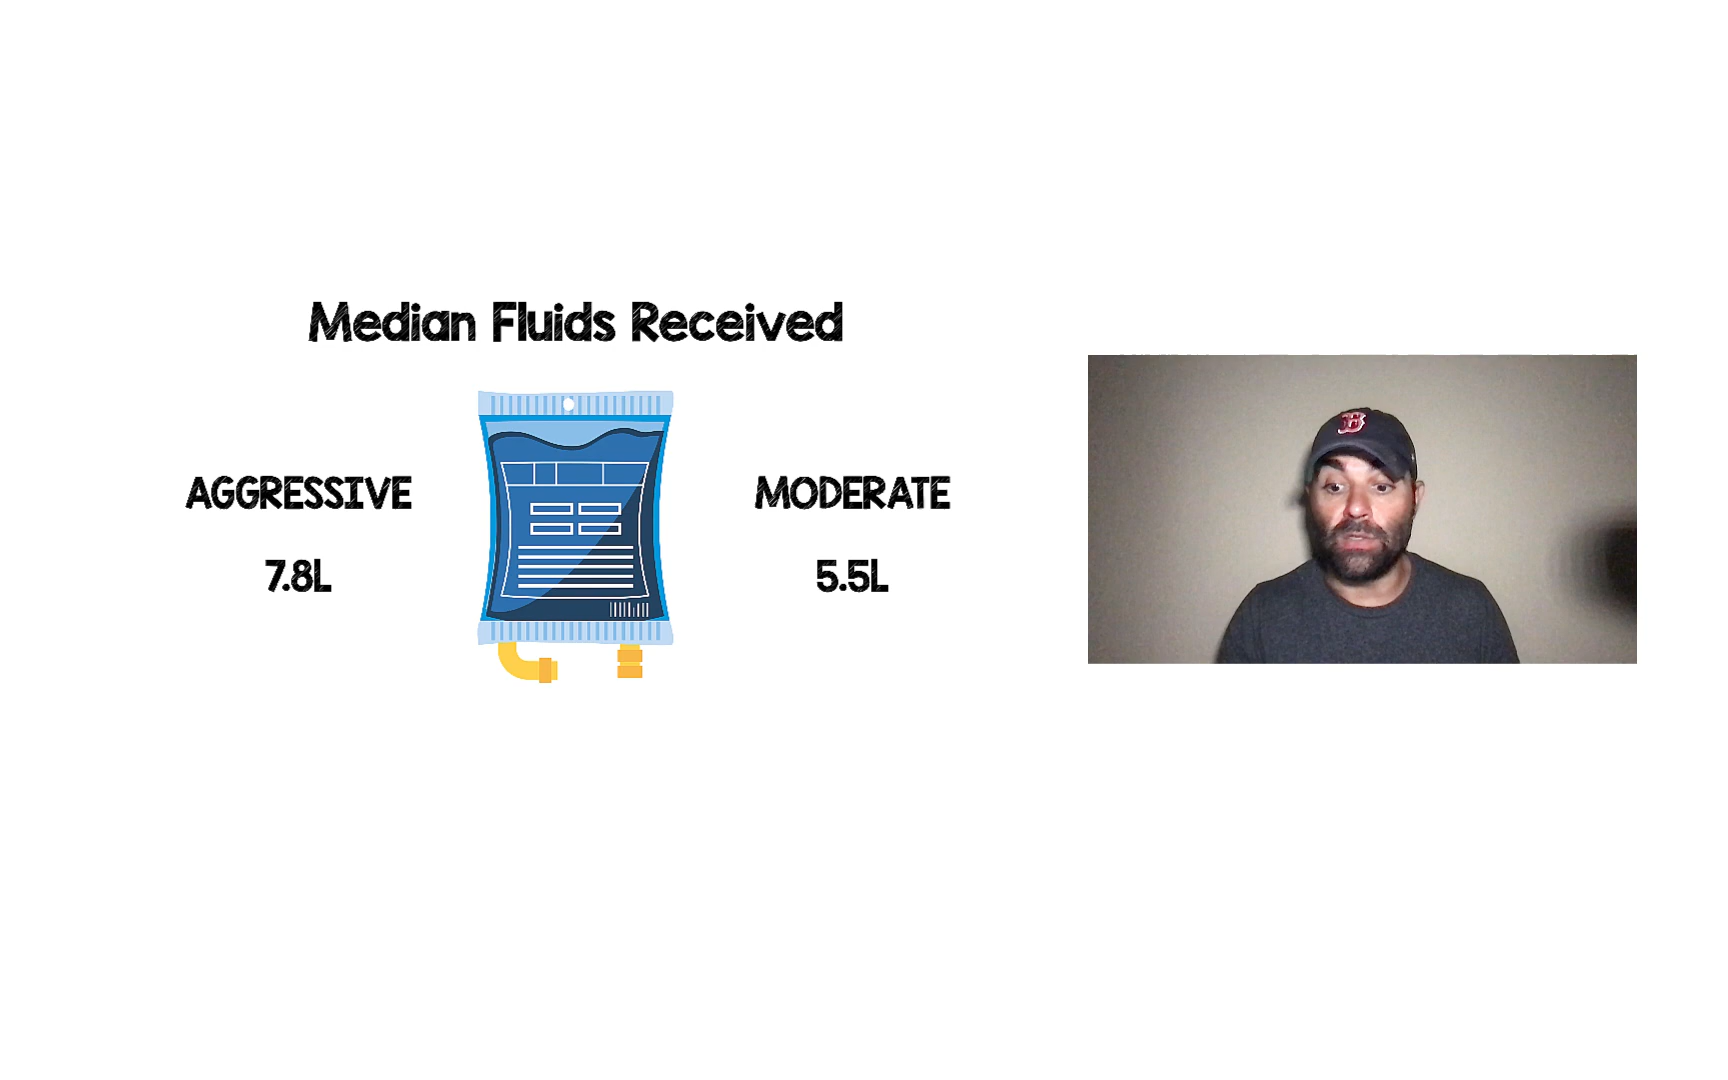 Median Fluids Received
AGGRESSIVE
MODERATE
7.8L
5.5L
B